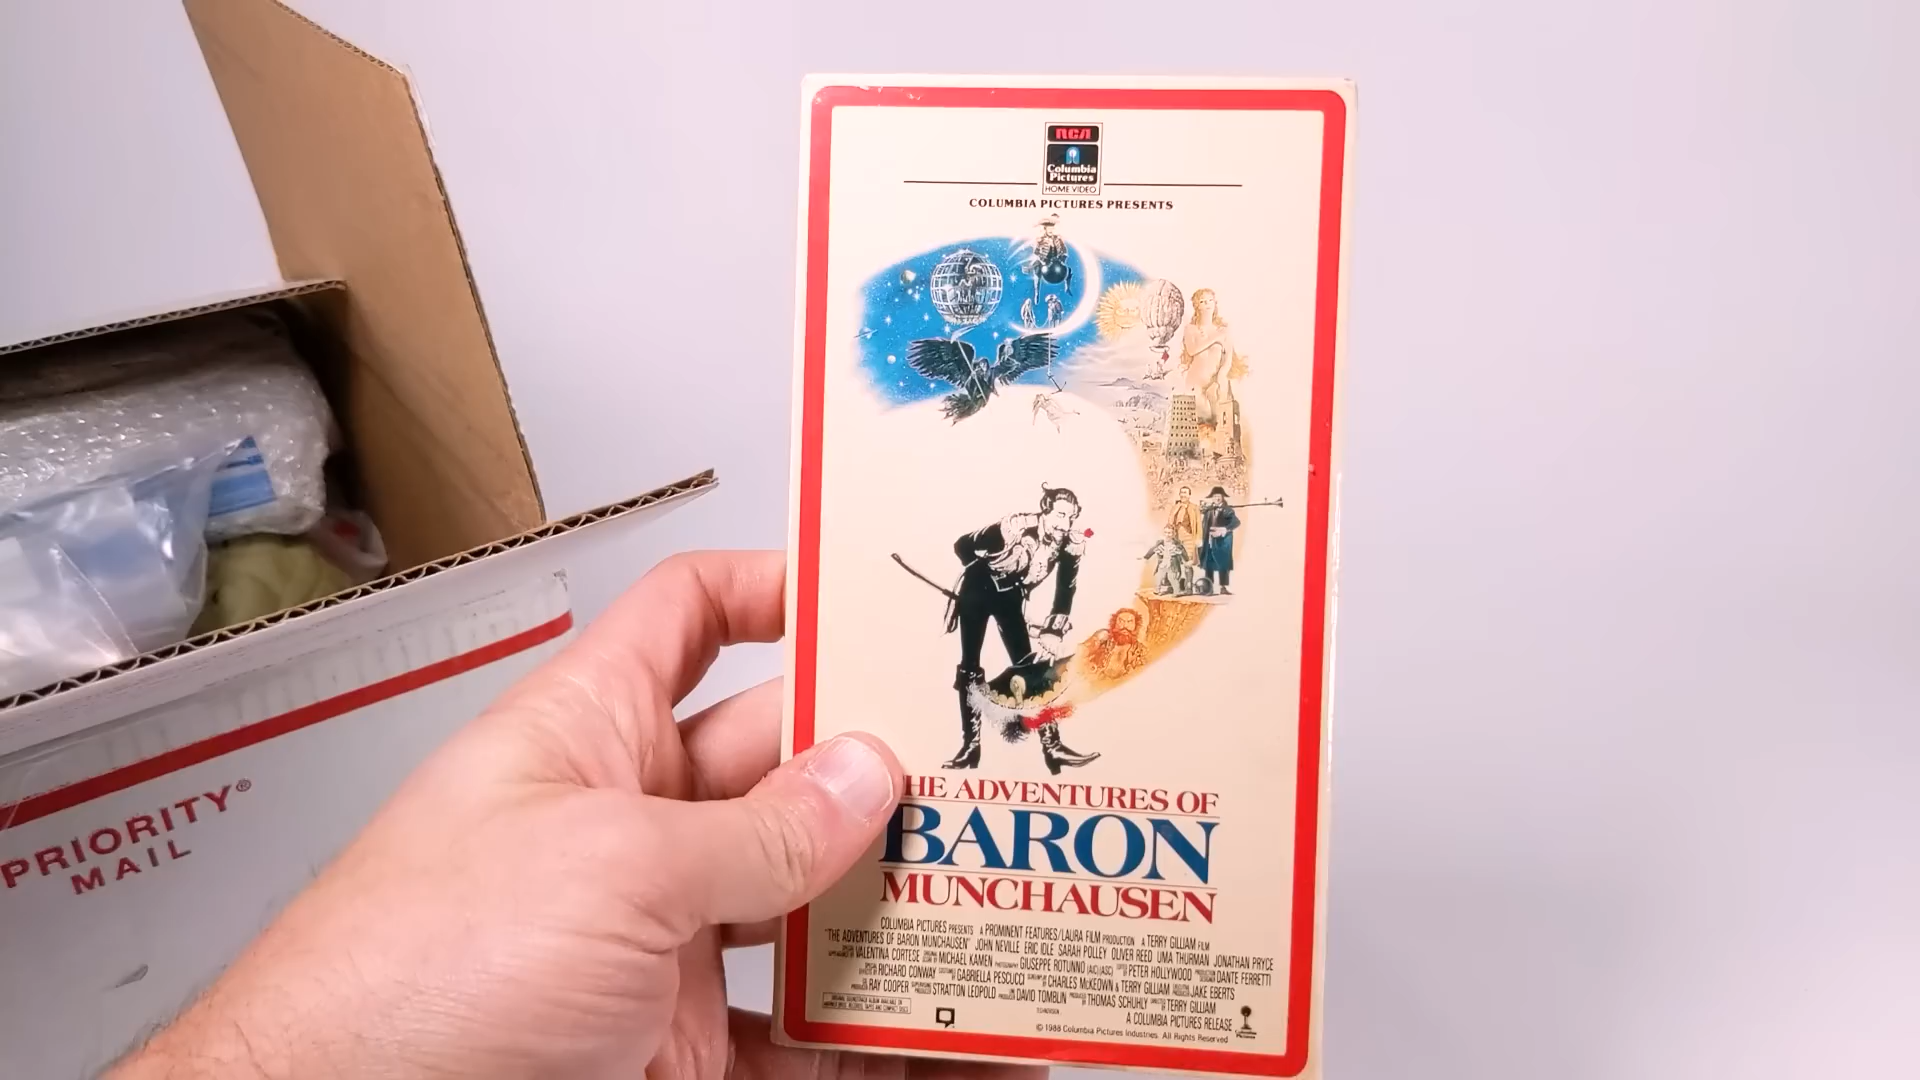 RCA
Columbia
Pictures
HOME VIDEO
COLUMBIA PICTURES PRESENTS
HE ADVENTURES OF
BARON
MUNCHAUSEN
COLUMBIA PICTURES PRESENTS A PROMINENT FEATURES/LAURA FILM PRODUCTION A TERRY GILLIAM FILM
"THE ADVENTURES OF BARON MUNCHAUSEN" JOHN NEVILLE ERIC IDLE SARAH POLLEY OLIVER REED UMA THURMAN JONATHAN PRYCE
VALENTINA CORTESE MICHAEL KAMEN GIUSEPPE ROTUNNO (AIC)(ASC) PETER HOLLYWOOD DANTE FERRETTI
RICHARD CONWAY GABRIELLA PESCUCCI CHARLES McKEOWN & TERRY GILLIAM JAKE EBERTS
RAY COOPER STRATTON LEOPOLD DAVID TOMBLIN THOMAS SCHUHLY TERRY GILLIAM
A COLUMBIA PICTURES RELEASE
© 1988 Columbia Pictures Industries. All Rights Reserved
PRIORITY®
MAIL